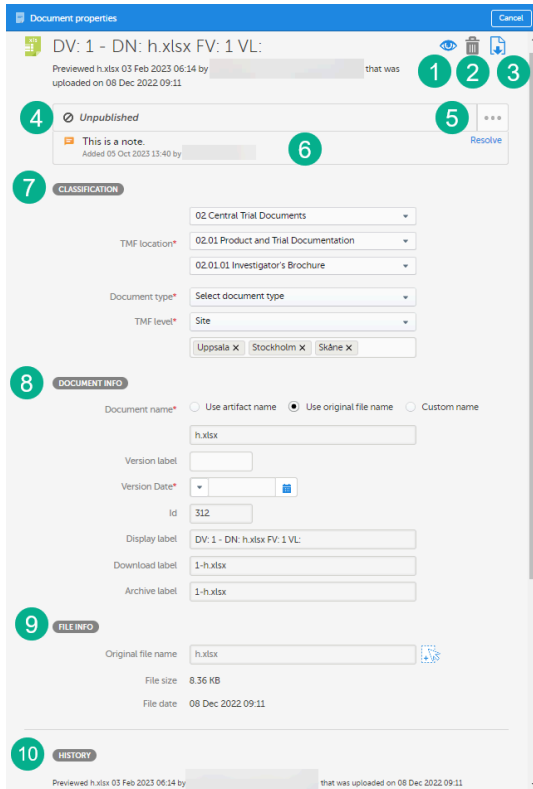 Document properties
Cancel
XLS
DV: 1 - DN: h.xlsx FV: 1 VL:
1
2
3
Previewed h.xlsx 03 Feb 2023 06:14 by that was
uploaded on 08 Dec 2022 09:11
4
Unpublished
5
This is a note.
Resolve
Added 05 Oct 2023 13:40 by
6
7
CLASSIFICATION
02 Central Trial Documents
TMF location*
02.01 Product and Trial Documentation
02.01.01 Investigator's Brochure
Document type*
Select document type
TMF level*
Site
Uppsala x Stockholm x Skåne x
8
DOCUMENT INFO
Document name*
Use artifact name
Use original file name
Custom name
h.xlsx
Version label
Version Date*
Id
312
Display label
DV: 1 - DN: h.xlsx FV: 1 VL:
Download label
1-h.xlsx
Archive label
1-h.xlsx
9
FILE INFO
Original file name
h.xlsx
File size
8.36 KB
File date
08 Dec 2022 09:11
10
HISTORY
Previewed h.xlsx 03 Feb 2023 06:14 by that was uploaded on 08 Dec 2022 09:11